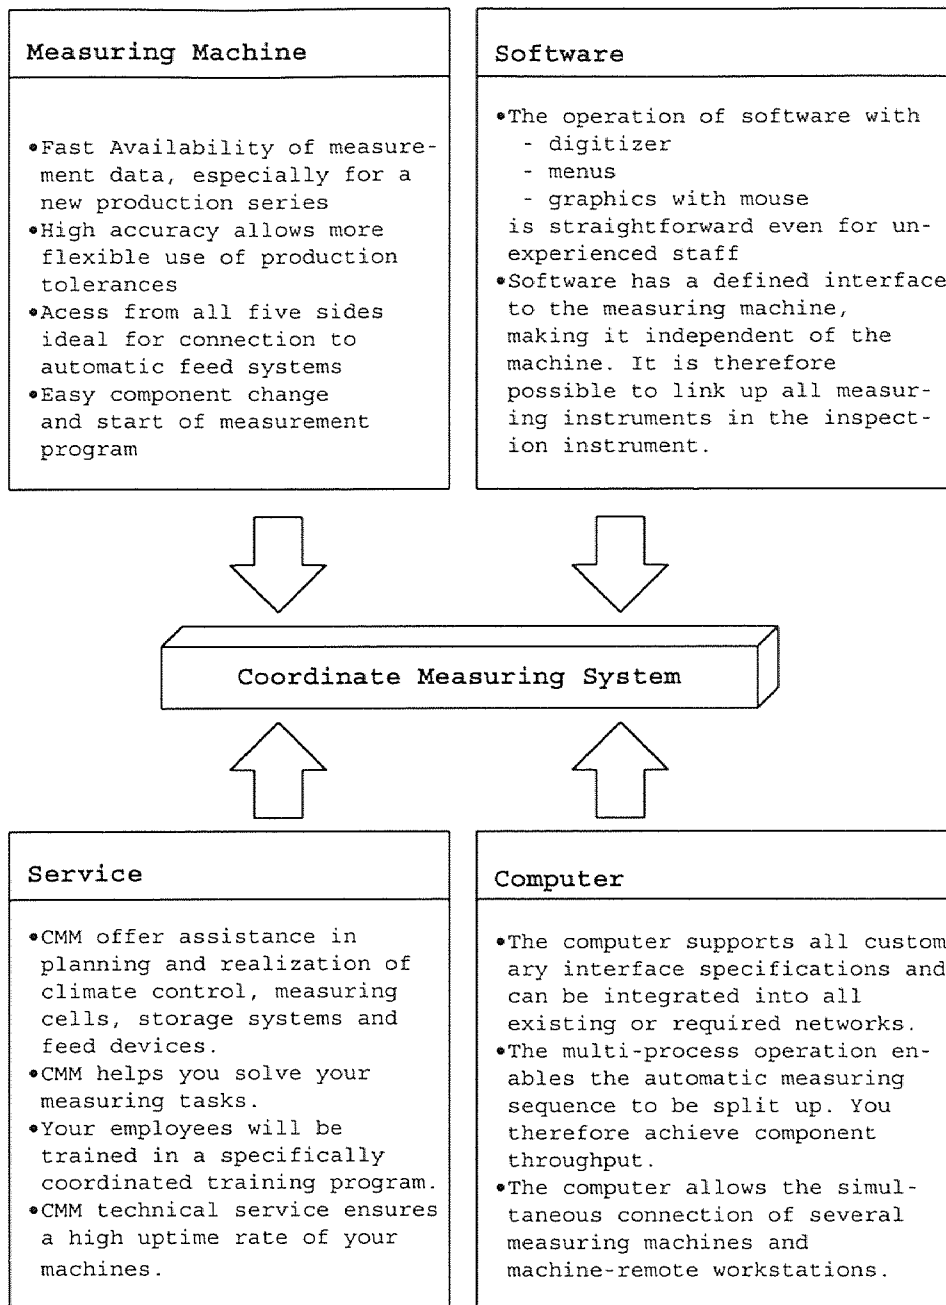 Measuring Machine
•Fast Availability of measure-
ment data, especially for a
new production series
•High accuracy allows more
flexible use of production
tolerances
•Acess from all five sides
ideal for connection to
automatic feed systems
•Easy component change
and start of measurement
program
Software
•The operation of software with
- digitizer
- menus
- graphics with mouse
is straightforward even for un-
experienced staff
•Software has a defined interface
to the measuring machine,
making it independent of the
machine. It is therefore
possible to link up all measur-
ing instruments in the inspect-
ion instrument.
Coordinate Measuring System
Service
•CMM offer assistance in
planning and realization of
climate control, measuring
cells, storage systems and
feed devices.
•CMM helps you solve your
measuring tasks.
•Your employees will be
trained in a specifically
coordinated training program.
•CMM technical service ensures
a high uptime rate of your
machines.
Computer
•The computer supports all custom
ary interface specifications and
can be integrated into all
existing or required networks.
•The multi-process operation en-
ables the automatic measuring
sequence to be split up. You
therefore achieve component
throughput.
•The computer allows the simul-
taneous connection of several
measuring machines and
machine-remote workstations.